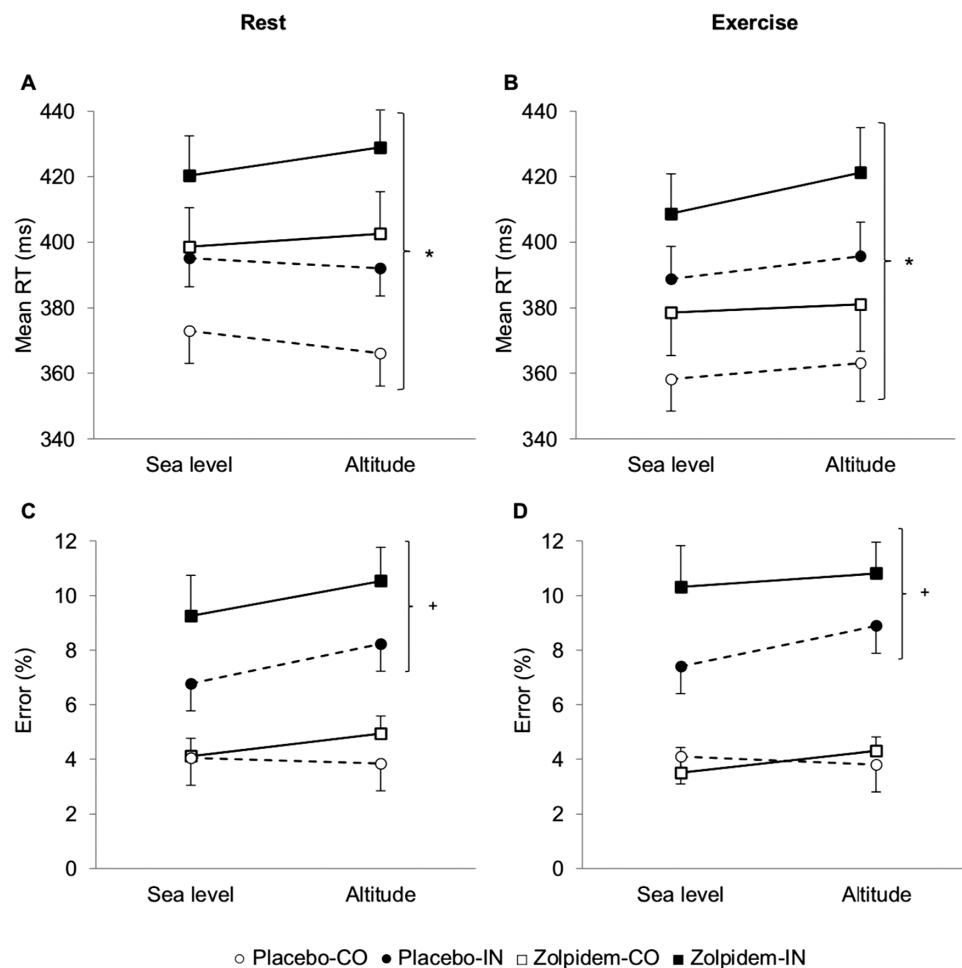 Rest
Exercise
A
Mean RT (ms)
440
420
400
380
360
340
*
Sea level Altitude
B
Mean RT (ms)
440
420
400
380
360
340
*
Sea level Altitude
C
Error (%)
12
10
8
6
4
2
0
+
Sea level Altitude
D
Error (%)
12
10
8
6
4
2
0
+
Sea level Altitude
Placebo-CO Placebo-IN Zolpidem-CO Zolpidem-IN